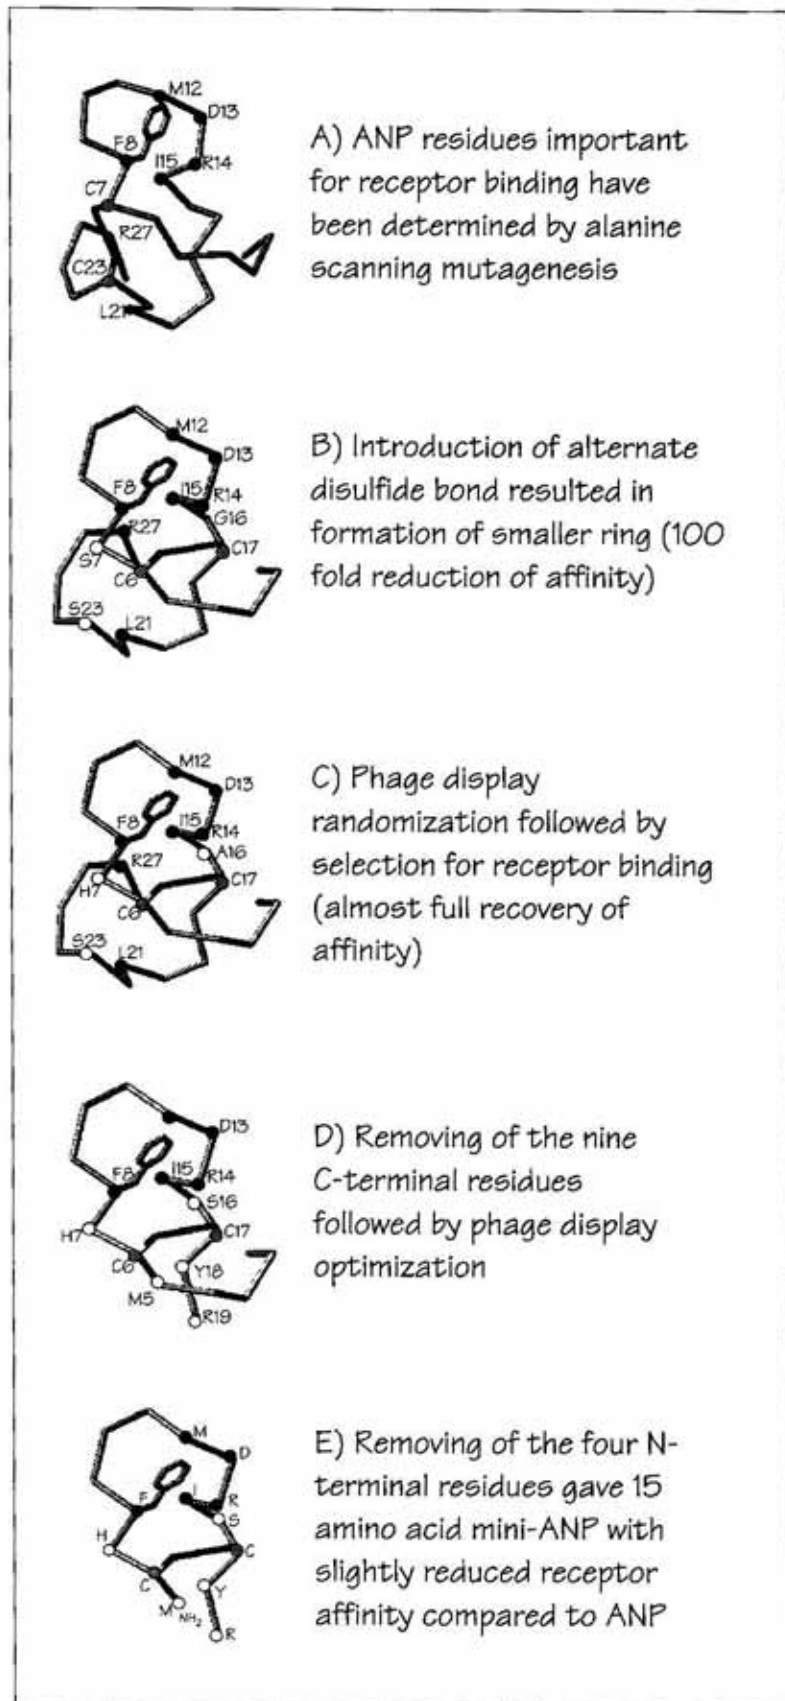 M12
D13
F8
I15
R14
C7
R27
C23
L21
A) ANP residues important
for receptor binding have
been determined by alanine
scanning mutagenesis
M12
D13
F8
I15
R14
G16
R27
S7
C6
C17
S23
L21
B) Introduction of alternate
disulfide bond resulted in
formation of smaller ring (100
fold reduction of affinity)
M12
D13
F8
I15
R14
R27
A16
H7
C17
C6
S23
L21
C) Phage display
randomization followed by
selection for receptor binding
(almost full recovery of
affinity)
D13
F8
I15
R14
S16
H7
C17
C6
Y18
M5
R19
D) Removing of the nine
C-terminal residues
followed by phage display
optimization
M
D
F
I
R
S
H
C
C
Y
M
NH2
R
E) Removing of the four N-
terminal residues gave 15
amino acid mini-ANP with
slightly reduced receptor
affinity compared to ANP